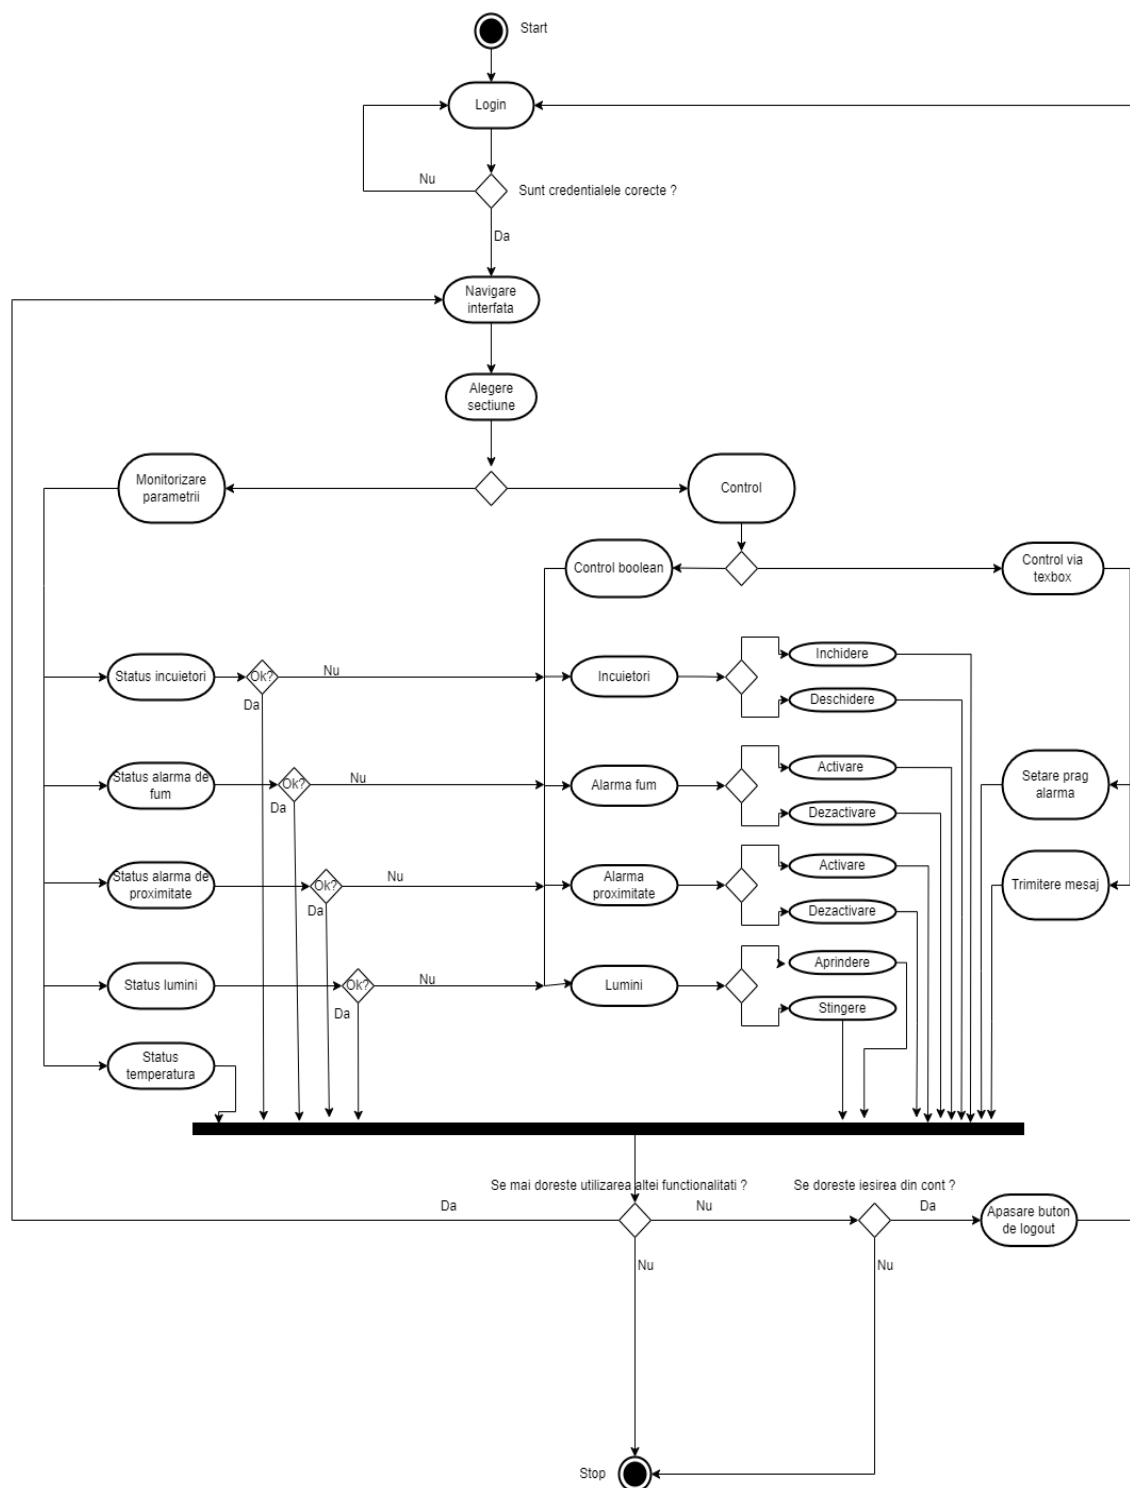 Start
Login
Nu
Sunt credentialele corecte ?
Da
Navigare
interfata
Alegere
sectiune
Monitorizare
parametrii
Control
Control boolean
Control via
texbox
Status incuietori
Ok?
Nu
Da
Incuietori
Inchidere
Deschidere
Status alarma de
fum
Ok?
Nu
Da
Alarma fum
Activare
Dezactivare
Setare prag
alarma
Status alarma de
proximitate
Ok?
Nu
Da
Alarma
proximitate
Activare
Dezactivare
Trimitere mesaj
Status lumini
Ok?
Nu
Da
Lumini
Aprindere
Stingere
Status
temperatura
Se mai doreste utilizarea altei functionalitati ?
Se doreste iesirea din cont ?
Da
Nu
Da
Apasare buton
de logout
Nu
Nu
Stop